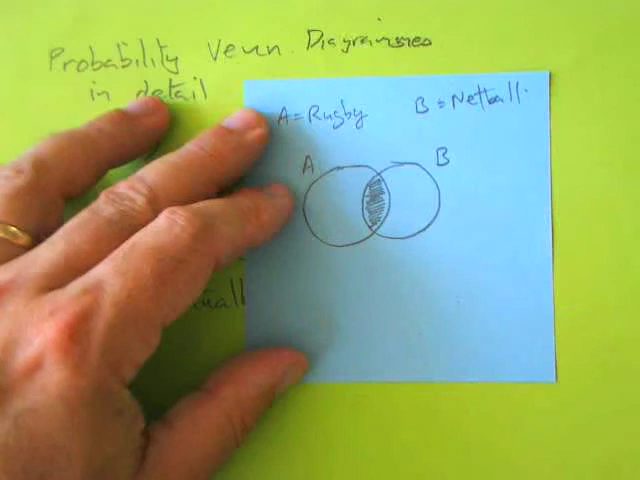 Probability Venn Diagrams
in detail
A = Rugby B = Netball.
A B